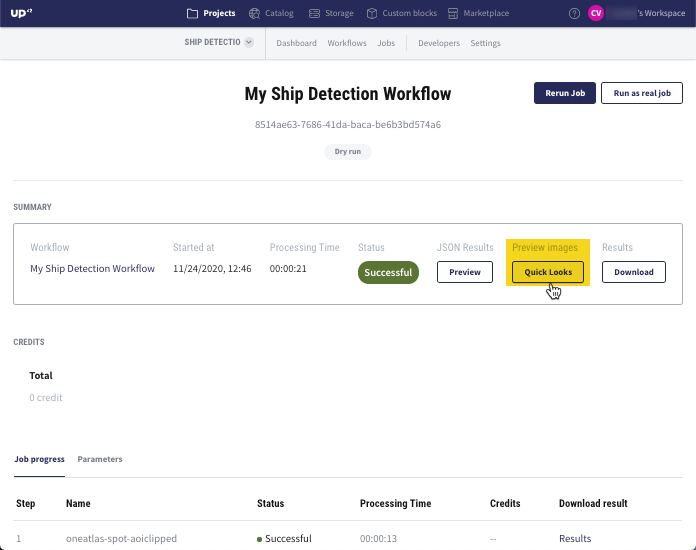 up42 Projects Catalog Storage Custom blocks Marketplace CV 's Workspace
SHIP DETECTIO Dashboard Workflows Jobs Developers Settings
My Ship Detection Workflow Rerun Job Run as real job
8514ae63-7686-41da-baca-be6b3bd574a6
Dry run
SUMMARY
Workflow Started at Processing Time Status JSON Results Preview images Results
My Ship Detection Workflow 11/24/2020, 12:46 00:00:21 Successful Preview Quick Looks Download
CREDITS
Total
0 credit
Job progress Parameters
Step Name Status Processing Time Credits Download result
1 oneatlas-spot-aoiclipped Successful 00:00:13 -- Results